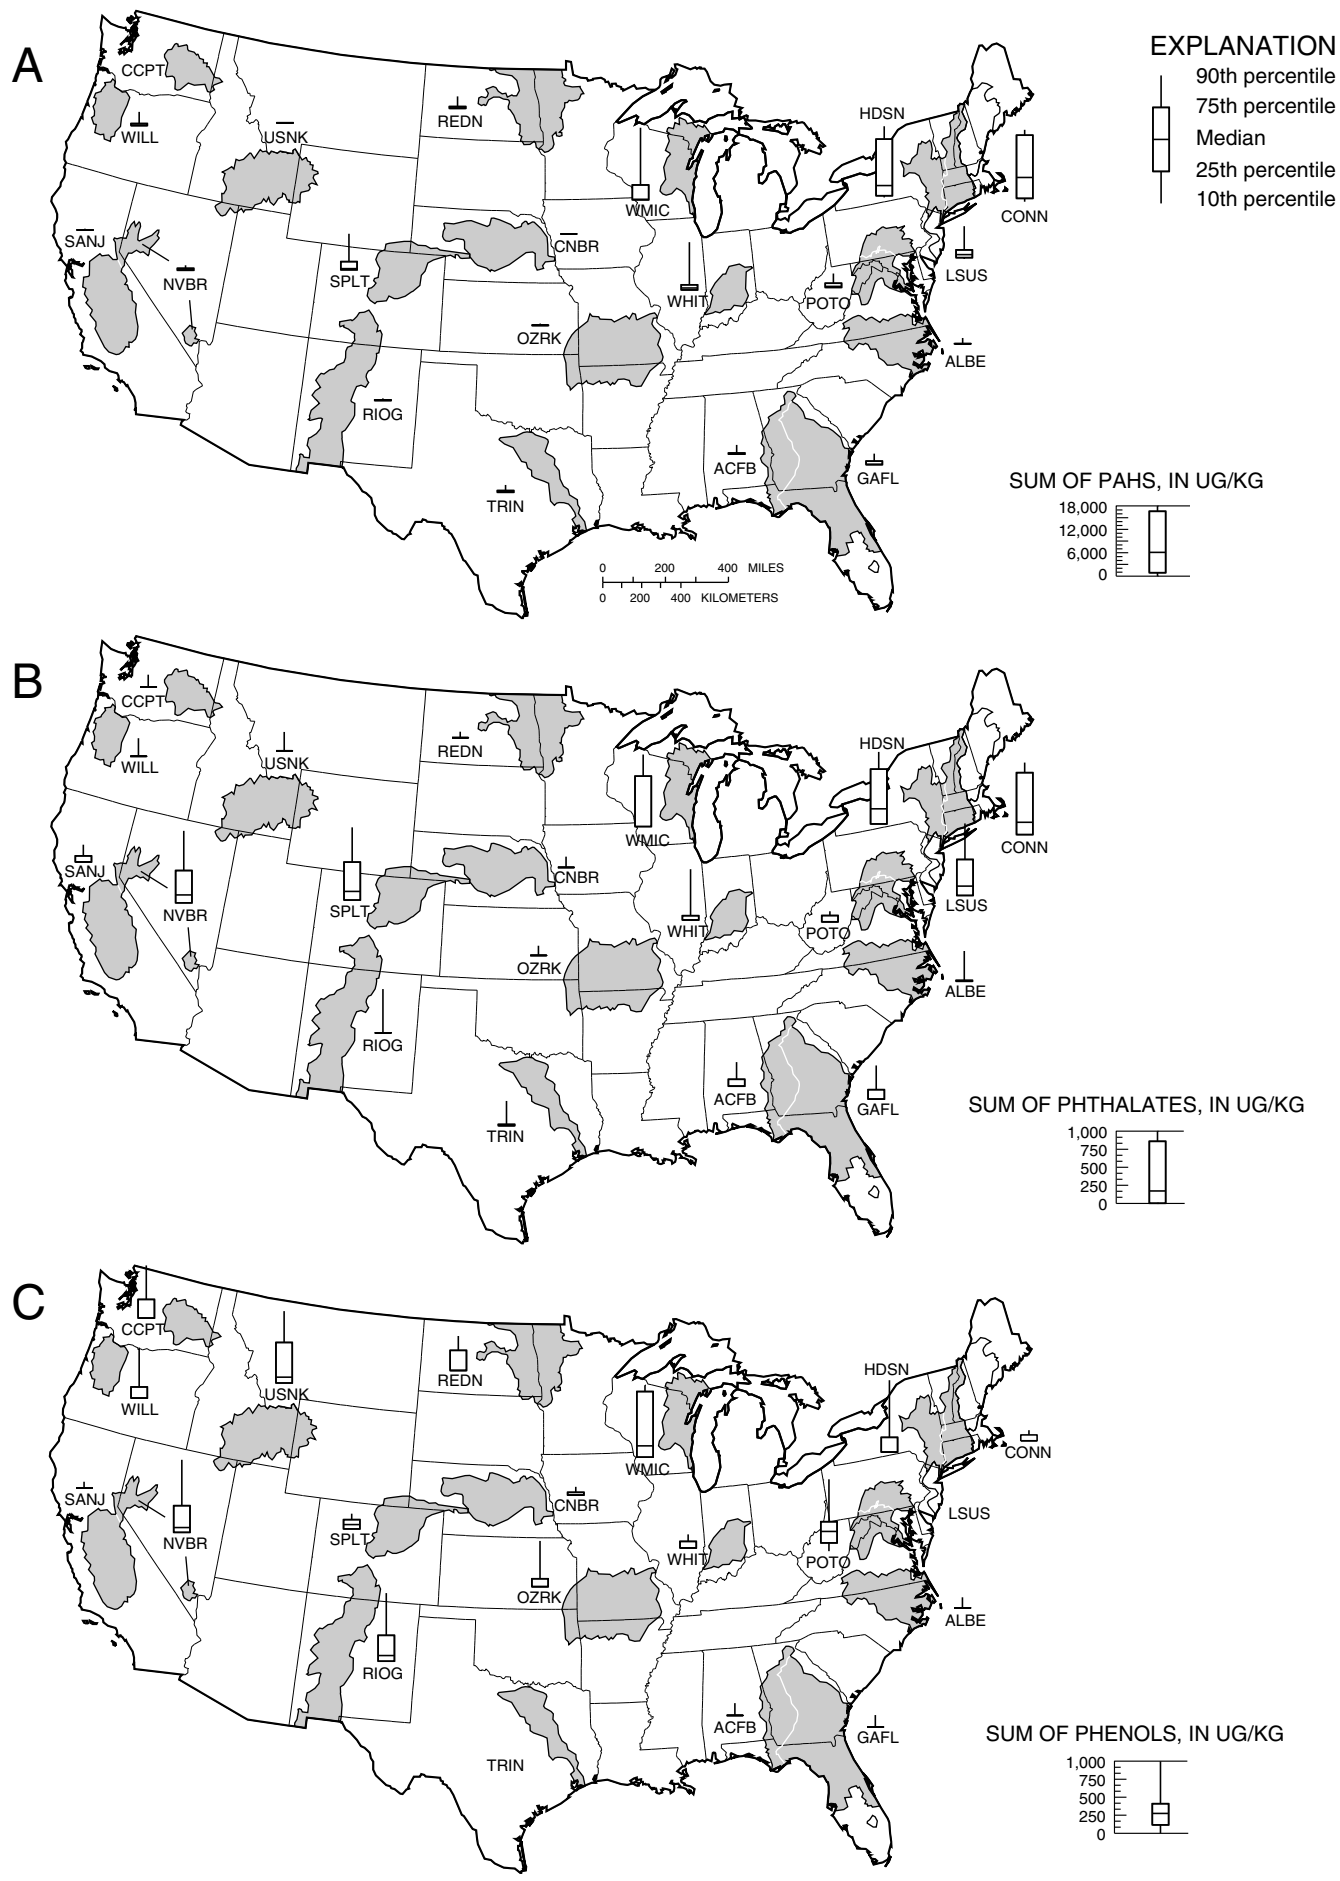 A
EXPLANATION
90th percentile
75th percentile
Median
25th percentile
10th percentile
CCPT
WILL
USNK
REDN
WMIC
HDSN
CONN
SANJ
NVBR
SPLT
CNBR
WHIT
POTO
LSUS
OZRK
ALBE
RIOG
TRIN
ACFB
GAFL
SUM OF PAHS, IN UG/KG
18,000
12,000
6,000
0
0 200 400 MILES
0 200 400 KILOMETERS
B
CCPT
WILL
USNK
REDN
WMIC
HDSN
CONN
SANJ
NVBR
SPLT
CNBR
WHIT
POTO
LSUS
OZRK
ALBE
RIOG
TRIN
ACFB
GAFL
SUM OF PHTHALATES, IN UG/KG
1,000
750
500
250
0
C
CCPT
WILL
USNK
REDN
WMIC
HDSN
CONN
SANJ
NVBR
SPLT
CNBR
WHIT
POTO
LSUS
OZRK
ALBE
RIOG
TRIN
ACFB
GAFL
SUM OF PHENOLS, IN UG/KG
1,000
750
500
250
0